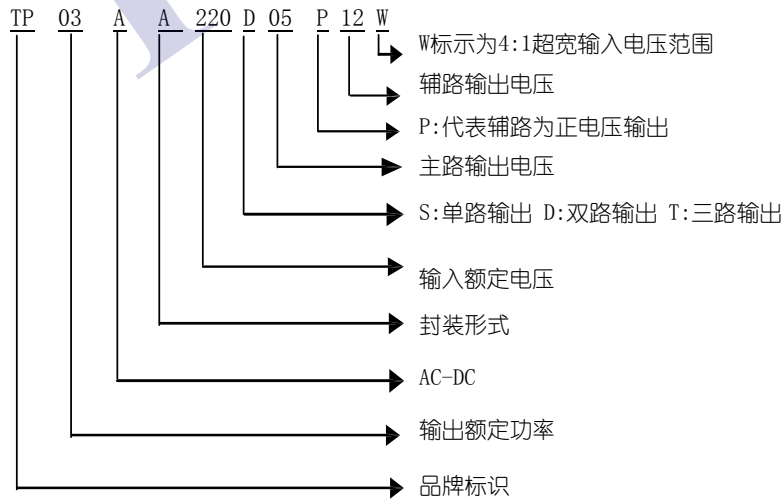 TP 03 A A 220 D 05 P 12 W
W标示为4:1超宽输入电压范围
辅路输出电压
P:代表辅路为正电压输出
主路输出电压
S:单路输出 D:双路输出 T:三路输出
输入额定电压
封装形式
AC-DC
输出额定功率
品牌标识